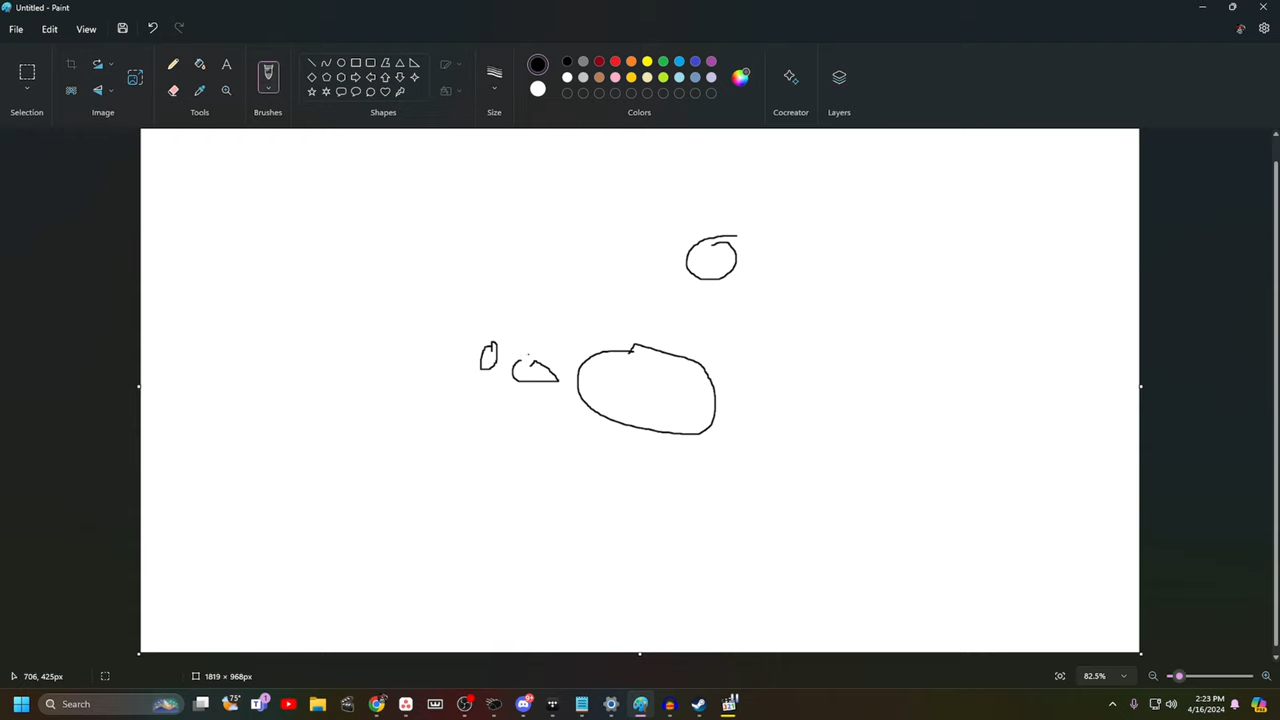 Untitled - Paint
File Edit View
Selection Image Tools Brushes Shapes Size Colors Cocreator Layers
706, 425px 1819 × 968px 82.5%
Search 75° 2:23 PM
4/16/2024